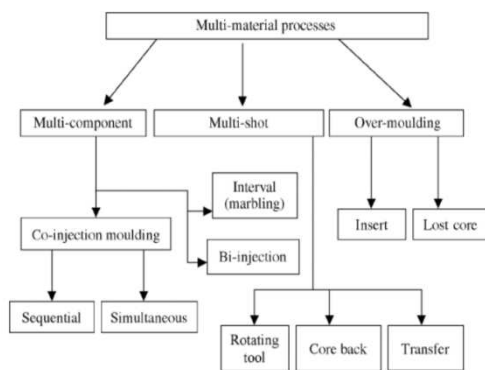 Multi-material processes
Multi-component
Multi-shot
Over-moulding
Interval
(marbling)
Insert
Lost core
Co-injection moulding
Bi-injection
Sequential
Simultaneous
Rotating
tool
Core back
Transfer